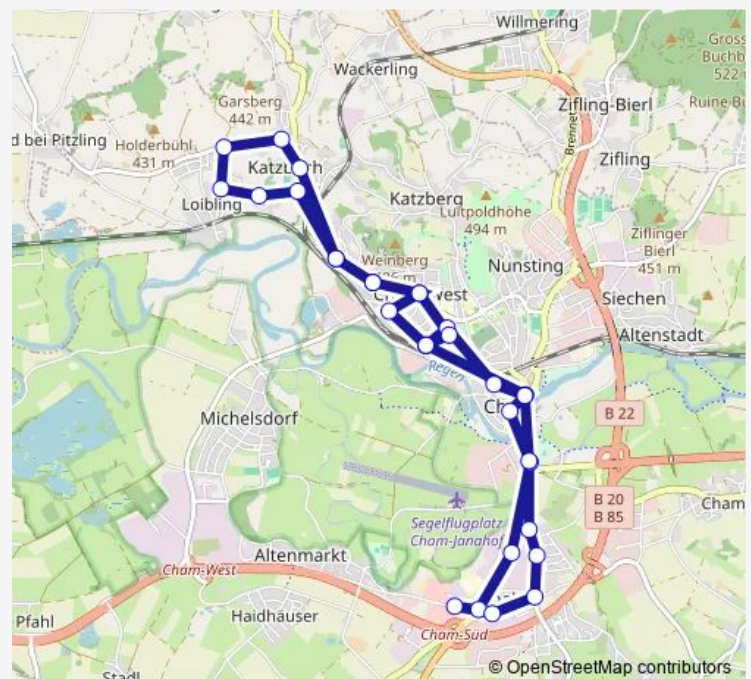 Willmering
Gross
Buchb
522
Ruine B
Wackerling
Garsberg
442 m
Zifling-Bierl
Brennet
d bei Pitzling
Holderbühl
431 m
Zifling
Loibling
Katzberg
Luitpoldhöhe
494 m
Ziflinger
Bierl
451 m
Weinberg
Nunsting
Siechen
Altenstadt
Regen
Michelsdorf
B 22
B 20
B 85
Cham
Segelflugplatz
Cham-Janahof
Altenmarkt
Cham-West
Haidhäuser
Pfahl
Cham-Süd
Stadl
© OpenStreetMap contributors